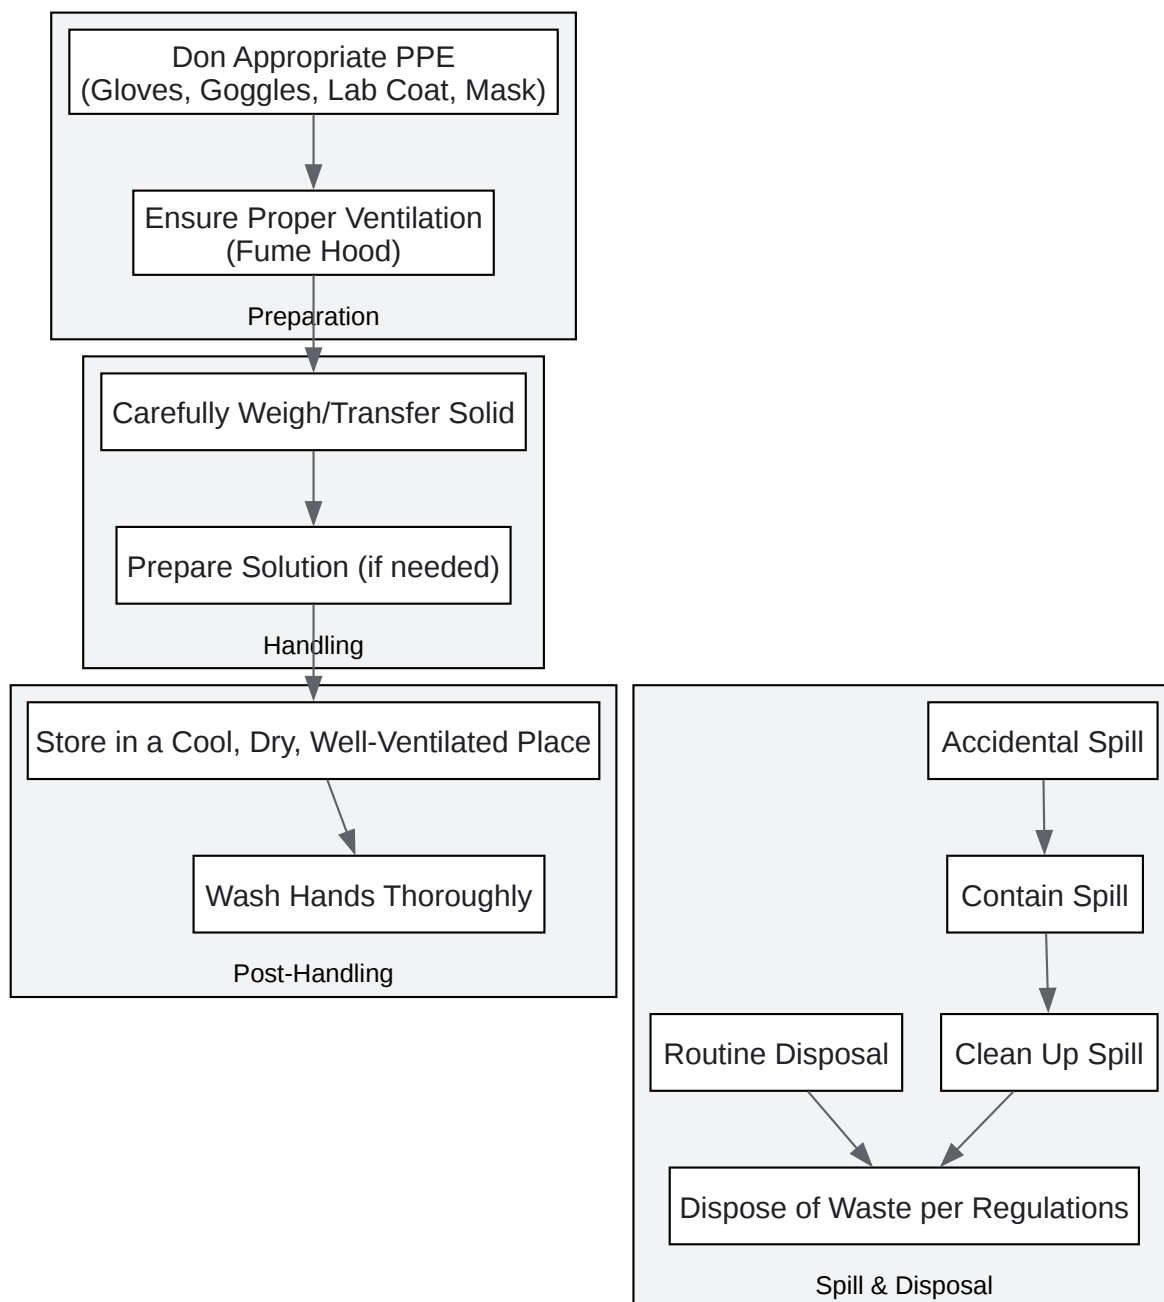 Don Appropriate PPE
(Gloves, Goggles, Lab Coat, Mask)
Ensure Proper Ventilation
(Fume Hood)
Preparation
Carefully Weigh/Transfer Solid
Prepare Solution (if needed)
Handling
Store in a Cool, Dry, Well-Ventilated Place
Wash Hands Thoroughly
Post-Handling
Accidental Spill
Contain Spill
Routine Disposal
Clean Up Spill
Dispose of Waste per Regulations
Spill & Disposal